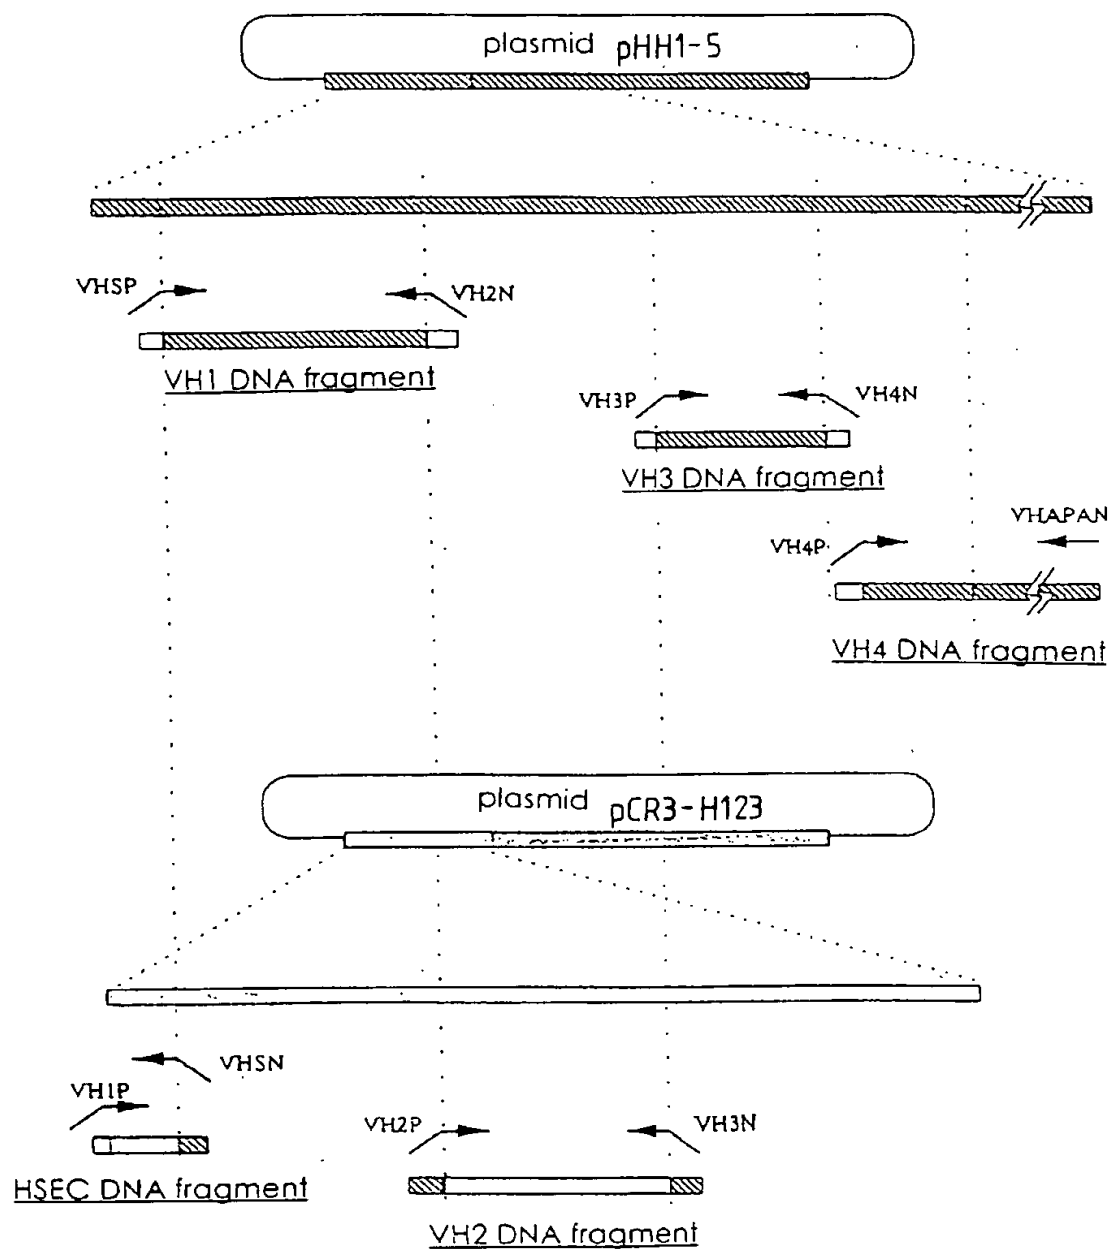 plasmid pHH1-5
VHSP
VH2N
VH1 DNA fragment
VH3P
VH4N
VH3 DNA fragment
VH4P
VHAPAN
VH4 DNA fragment
plasmid pCR3-H123
VHSN
VH1P
HSEC DNA fragment
VH2P
VH3N
VH2 DNA fragment